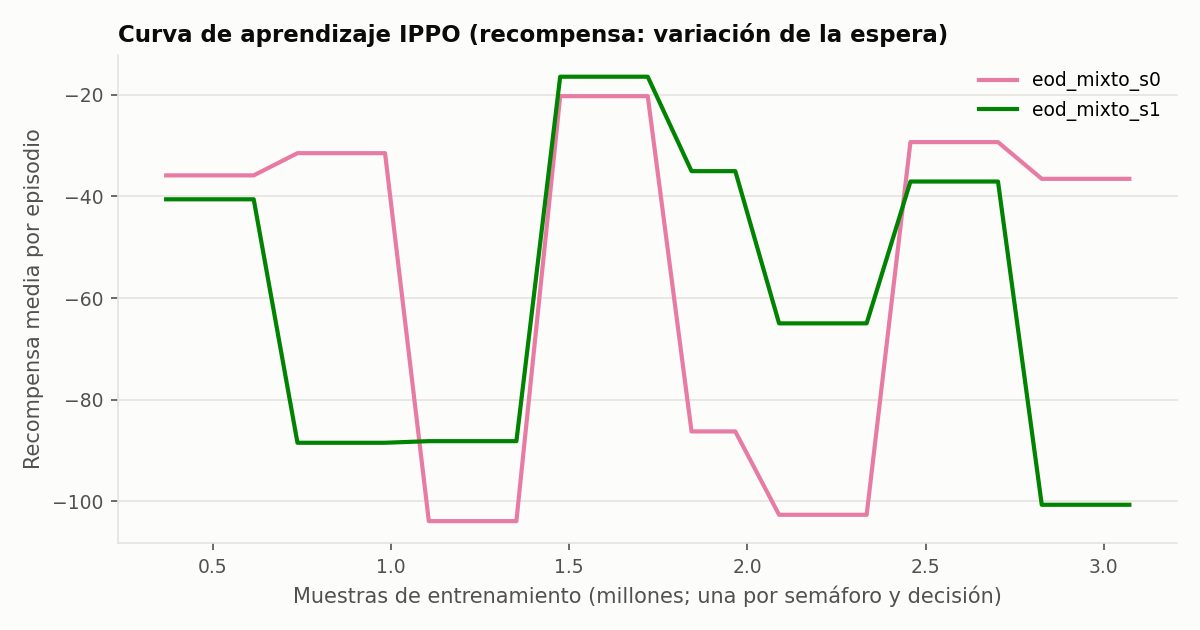 Curva de aprendizaje IPPO (recompensa: variación de la espera)
eod_mixto_s0
eod_mixto_s1
Recompensa media por episodio
−20
−40
−60
−80
−100
0.5
1.0
1.5
2.0
2.5
3.0
Muestras de entrenamiento (millones; una por semáforo y decisión)